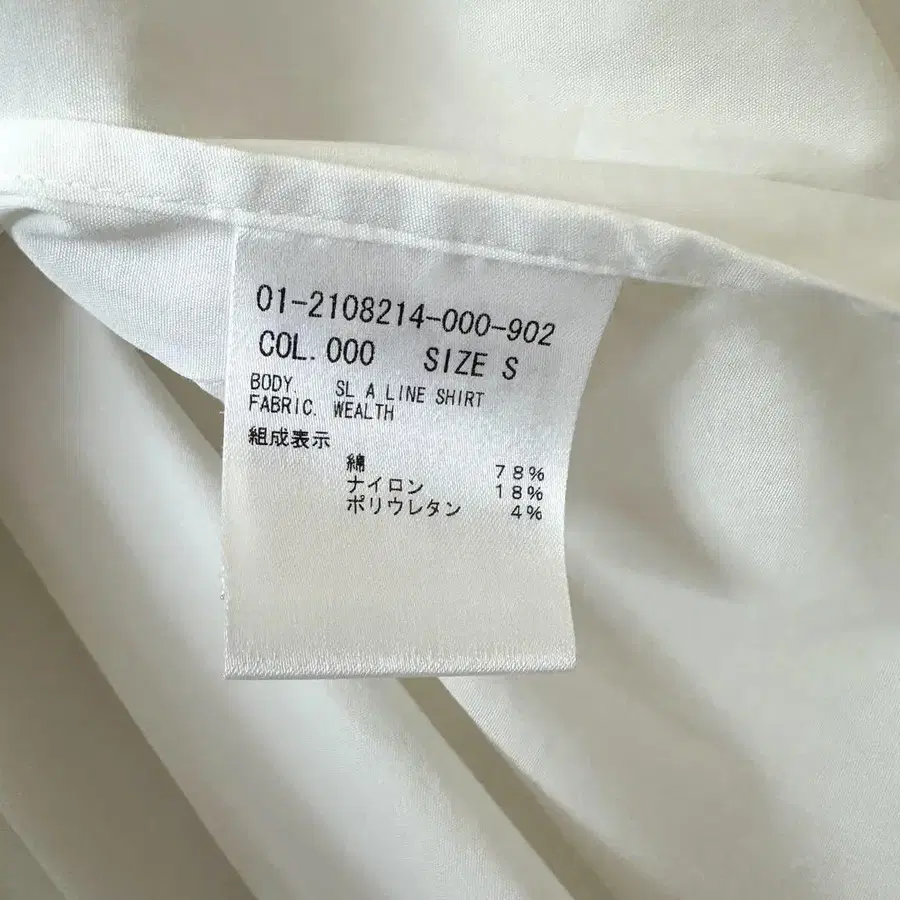 01-2108214-000-902
COL.000 SIZE S
BODY. SL A LINE SHIRT
FABRIC. WEALTH
組成表示
綿 78%
ナイロン 18%
ポリウレタン 4%